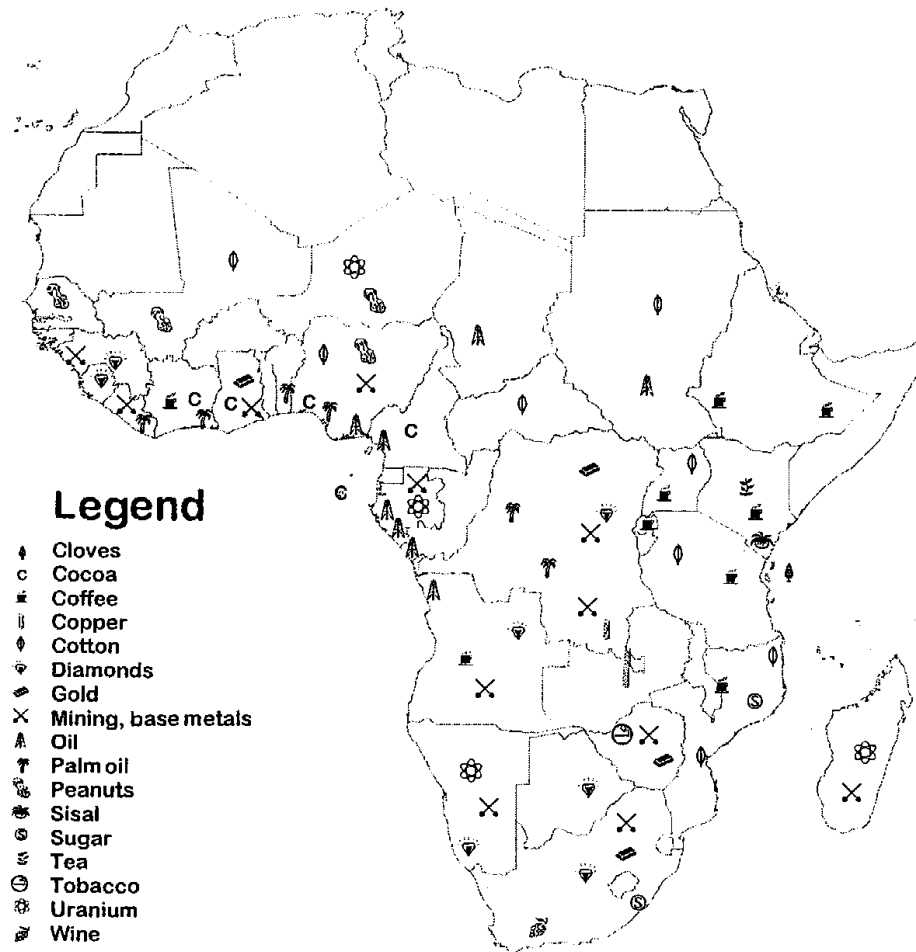 C
C
C
C
C
Legend
Cloves
C Cocoa
Coffee
Copper
Cotton
Diamonds
Gold
Mining, base metals
Oil
Palm oil
Peanuts
Sisal
S Sugar
Tea
Tobacco
Uranium
Wine
S
S